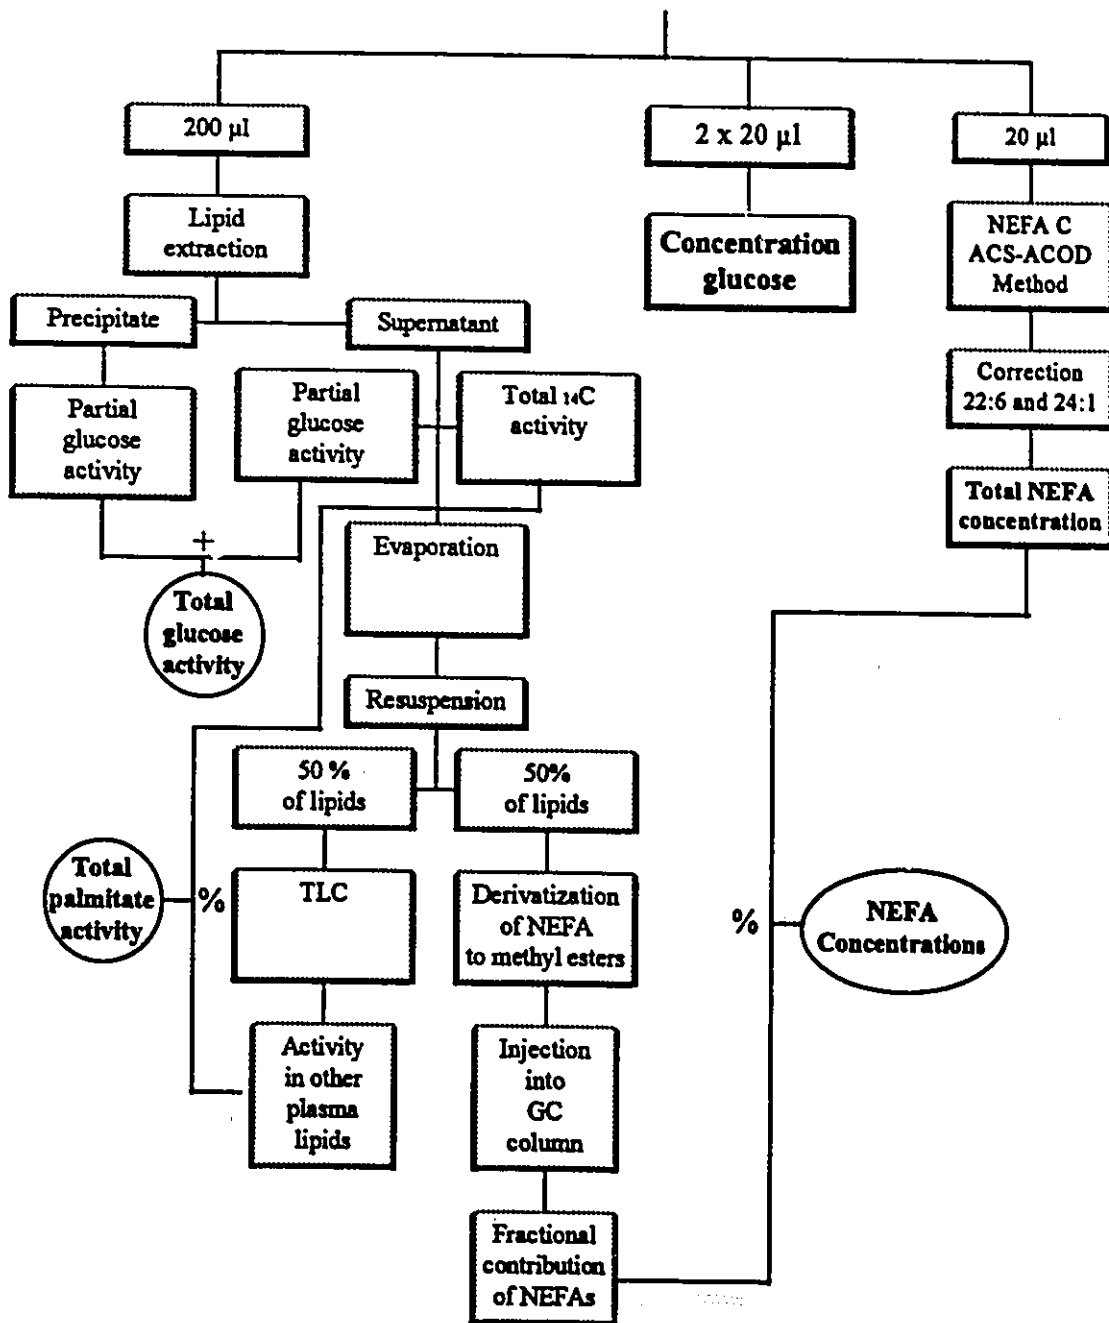 200 µl
2 x 20 µl
20 µl
Lipid
extraction
Concentration
glucose
NEFA C
ACS-ACOD
Method
Precipitate
Supernatant
Correction
22:6 and 24:1
Partial
glucose
activity
Partial
glucose
activity
Total 14C
activity
Total NEFA
concentration
+
Total
glucose
activity
Evaporation
Resuspension
50 %
of lipids
50%
of lipids
Total
palmitate
activity
%
TLC
Derivatization
of NEFA
to methyl esters
%
NEFA
Concentrations
Activity
in other
plasma
lipids
Injection
into
GC
column
Fractional
contribution
of NEFAs